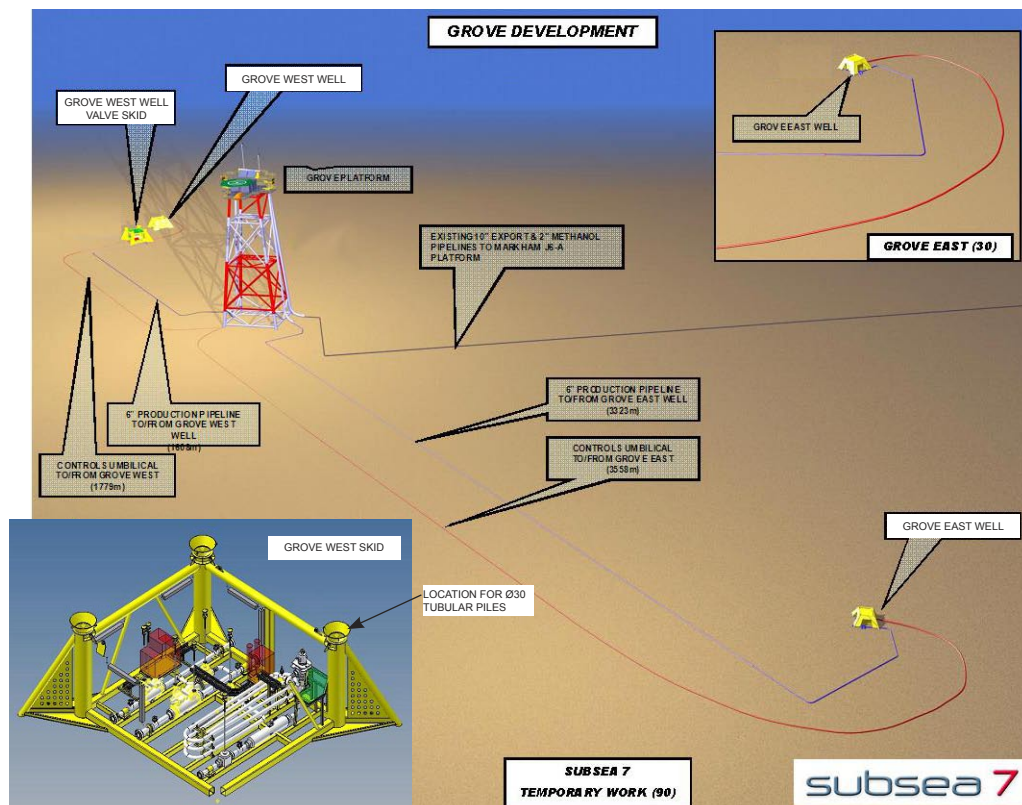 GROVE DEVELOPMENT
GROVE WEST WELL
GROVE WEST WELL
VALVE SKID
GROVE PLATFORM
EXISTING 10" EXPORT & 2" METHANOL
PIPELINES TO MARKHAM J6-A
PLATFORM
GROVE EAST WELL
GROVE EAST (30)
6" PRODUCTION PIPELINE
TO/FROM GROVE EAST WELL
(3323m)
6" PRODUCTION PIPELINE
TO/FROM GROVE WEST
WELL
(1608m)
CONTROLS UMBILICAL
TO/FROM GROVE EAST
(3558m)
CONTROLS UMBILICAL
TO/FROM GROVE WEST
(1779m)
GROVE EAST WELL
GROVE WEST SKID
LOCATION FOR Ø30
TUBULAR PILES
SUBSEA 7
TEMPORARY WORK (90)
subsea 7